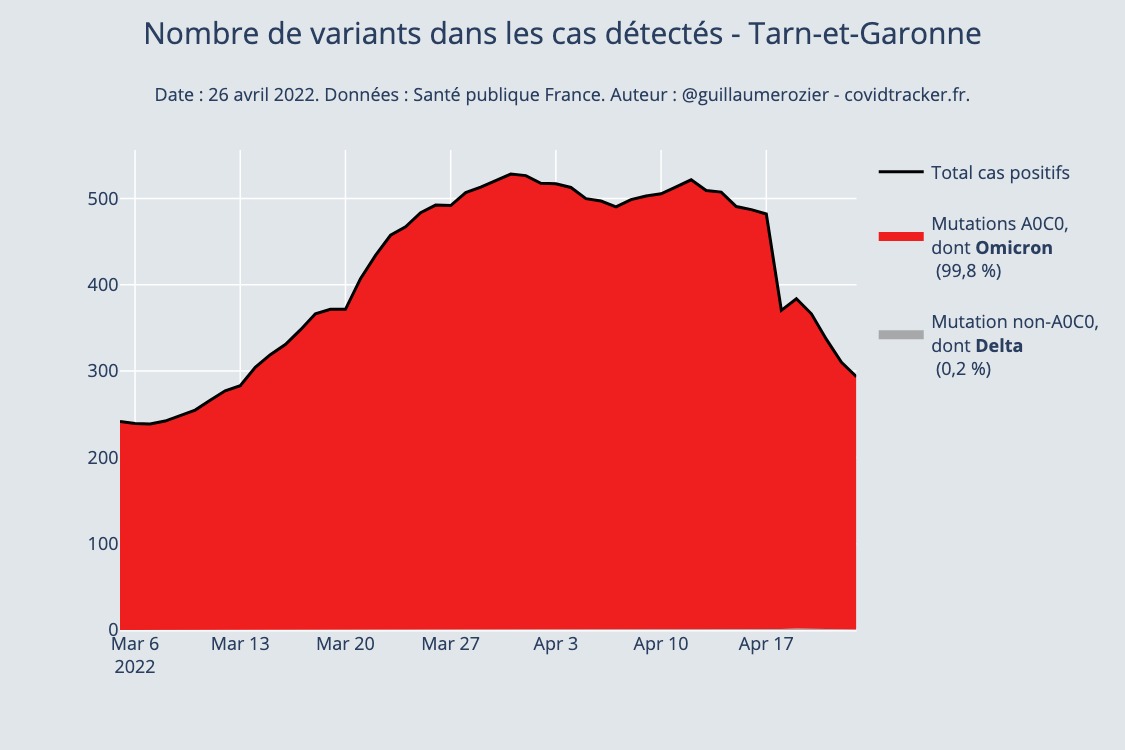 Nombre de variants dans les cas détectés - Tarn-et-Garonne
Date : 26 avril 2022. Données : Santé publique France. Auteur : @guillaumerozier - covidtracker.fr.
Total cas positifs
Mutations A0C0,
dont Omicron
(99,8 %)
Mutation non-A0C0,
dont Delta
(0,2 %)
500
400
300
200
100
0
Mar 6 Mar 13 Mar 20 Mar 27 Apr 3 Apr 10 Apr 17
2022